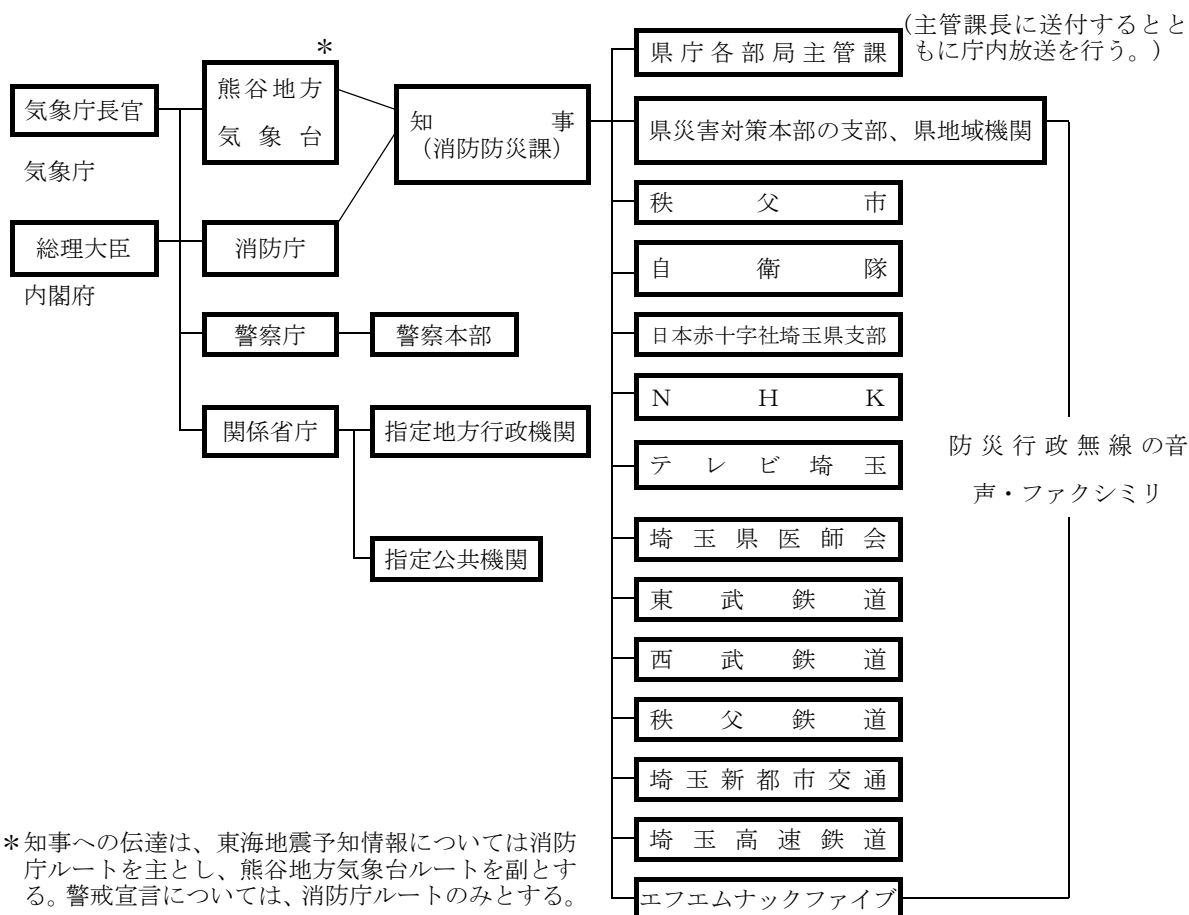 気象庁長官
気象庁
総理大臣
内閣府
*
熊谷地方
気象台
消防庁
警察庁
警察本部
関係省庁
指定地方行政機関
指定公共機関
知事
（消防防災課）
県庁各部局主管課
(主管課長に送付するとと
もに庁内放送を行う。)
県災害対策本部の支部、県地域機関
秩父市
自衛隊
日本赤十字社埼玉県支部
NHK
テレビ埼玉
埼玉県医師会
東武鉄道
西武鉄道
秩父鉄道
埼玉新都市交通
埼玉高速鉄道
エフエムナックファイブ
防災行政無線の音
声・ファクシミリ
*知事への伝達は、東海地震予知情報については消防
庁ルートを主とし、熊谷地方気象台ルートを副とす
る。警戒宣言については、消防庁ルートのみとする。